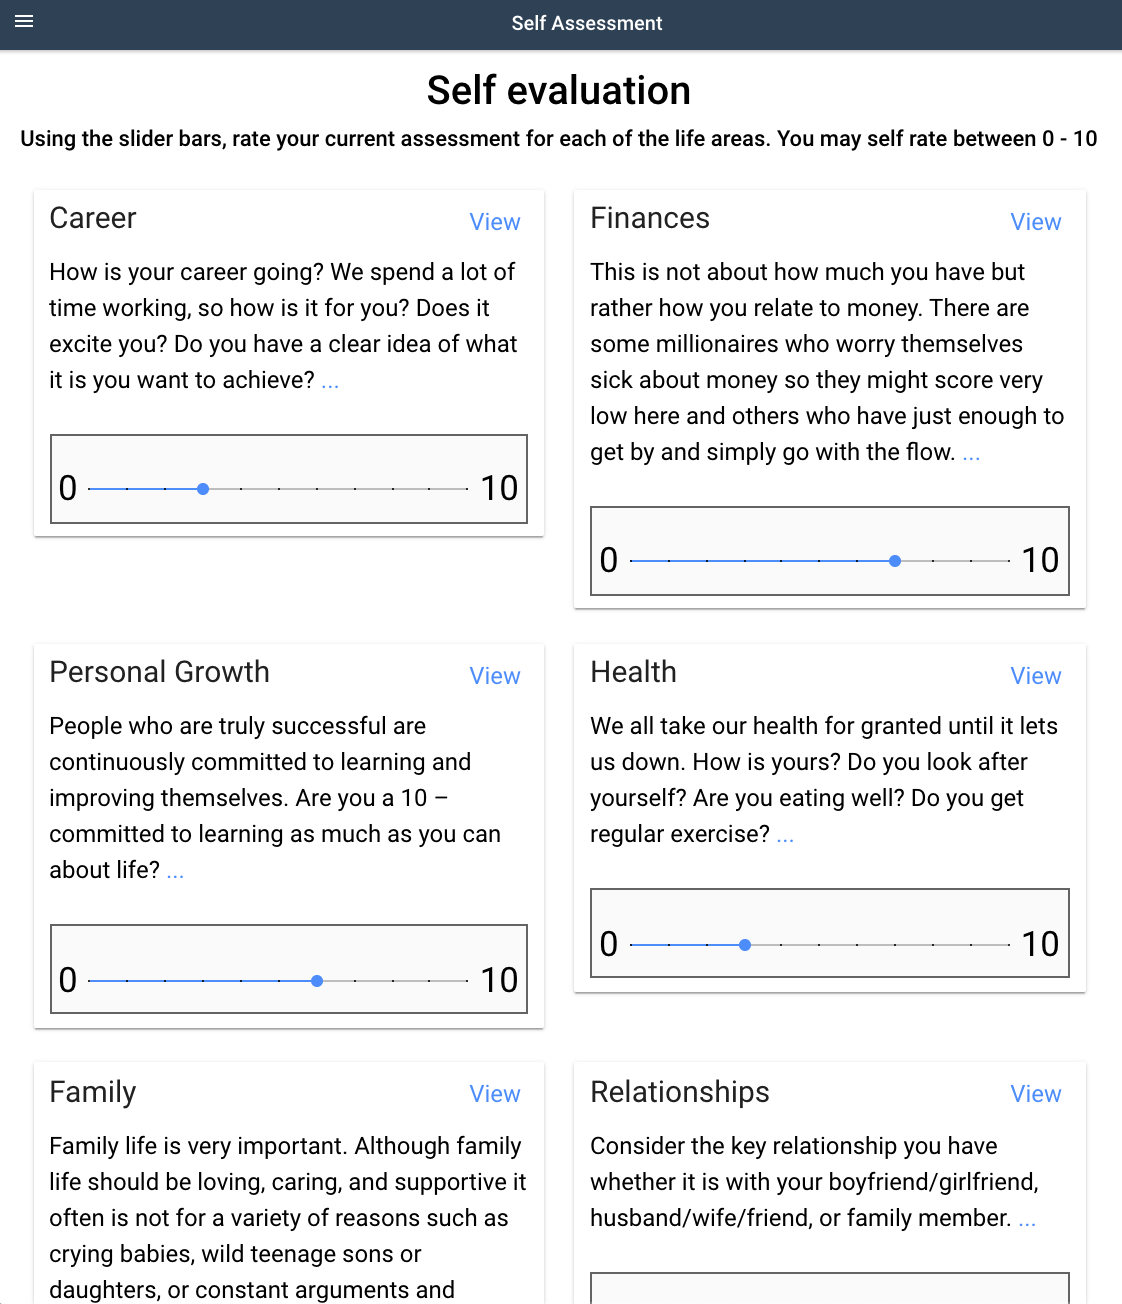 Self Assessment
Self evaluation
Using the slider bars, rate your current assessment for each of the life areas. You may self rate between 0 - 10
Career
View
How is your career going? We spend a lot of
time working, so how is it for you? Does it
excite you? Do you have a clear idea of what
it is you want to achieve? ...
0
10
Finances
View
This is not about how much you have but
rather how you relate to money. There are
some millionaires who worry themselves
sick about money so they might score very
low here and others who have just enough to
get by and simply go with the flow. ...
0
10
Personal Growth
View
People who are truly successful are
continuously committed to learning and
improving themselves. Are you a 10 –
committed to learning as much as you can
about life? ...
0
10
Health
View
We all take our health for granted until it lets
us down. How is yours? Do you look after
yourself? Are you eating well? Do you get
regular exercise? ...
0
10
Family
View
Family life is very important. Although family
life should be loving, caring, and supportive it
often is not for a variety of reasons such as
crying babies, wild teenage sons or
daughters, or constant arguments and
Relationships
View
Consider the key relationship you have
whether it is with your boyfriend/girlfriend,
husband/wife/friend, or family member. ...